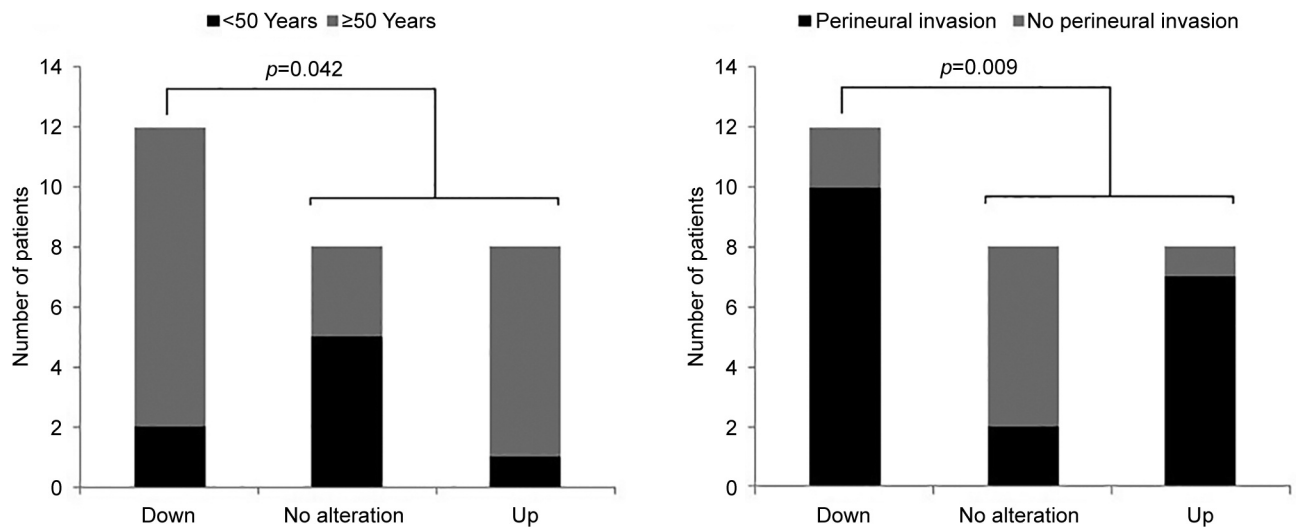 <50 Years ≥50 Years
p=0.042
Number of patients
14
12
10
8
6
4
2
0
Down No alteration Up
Perineural invasion No perineural invasion
p=0.009
Number of patients
14
12
10
8
6
4
2
0
Down No alteration Up